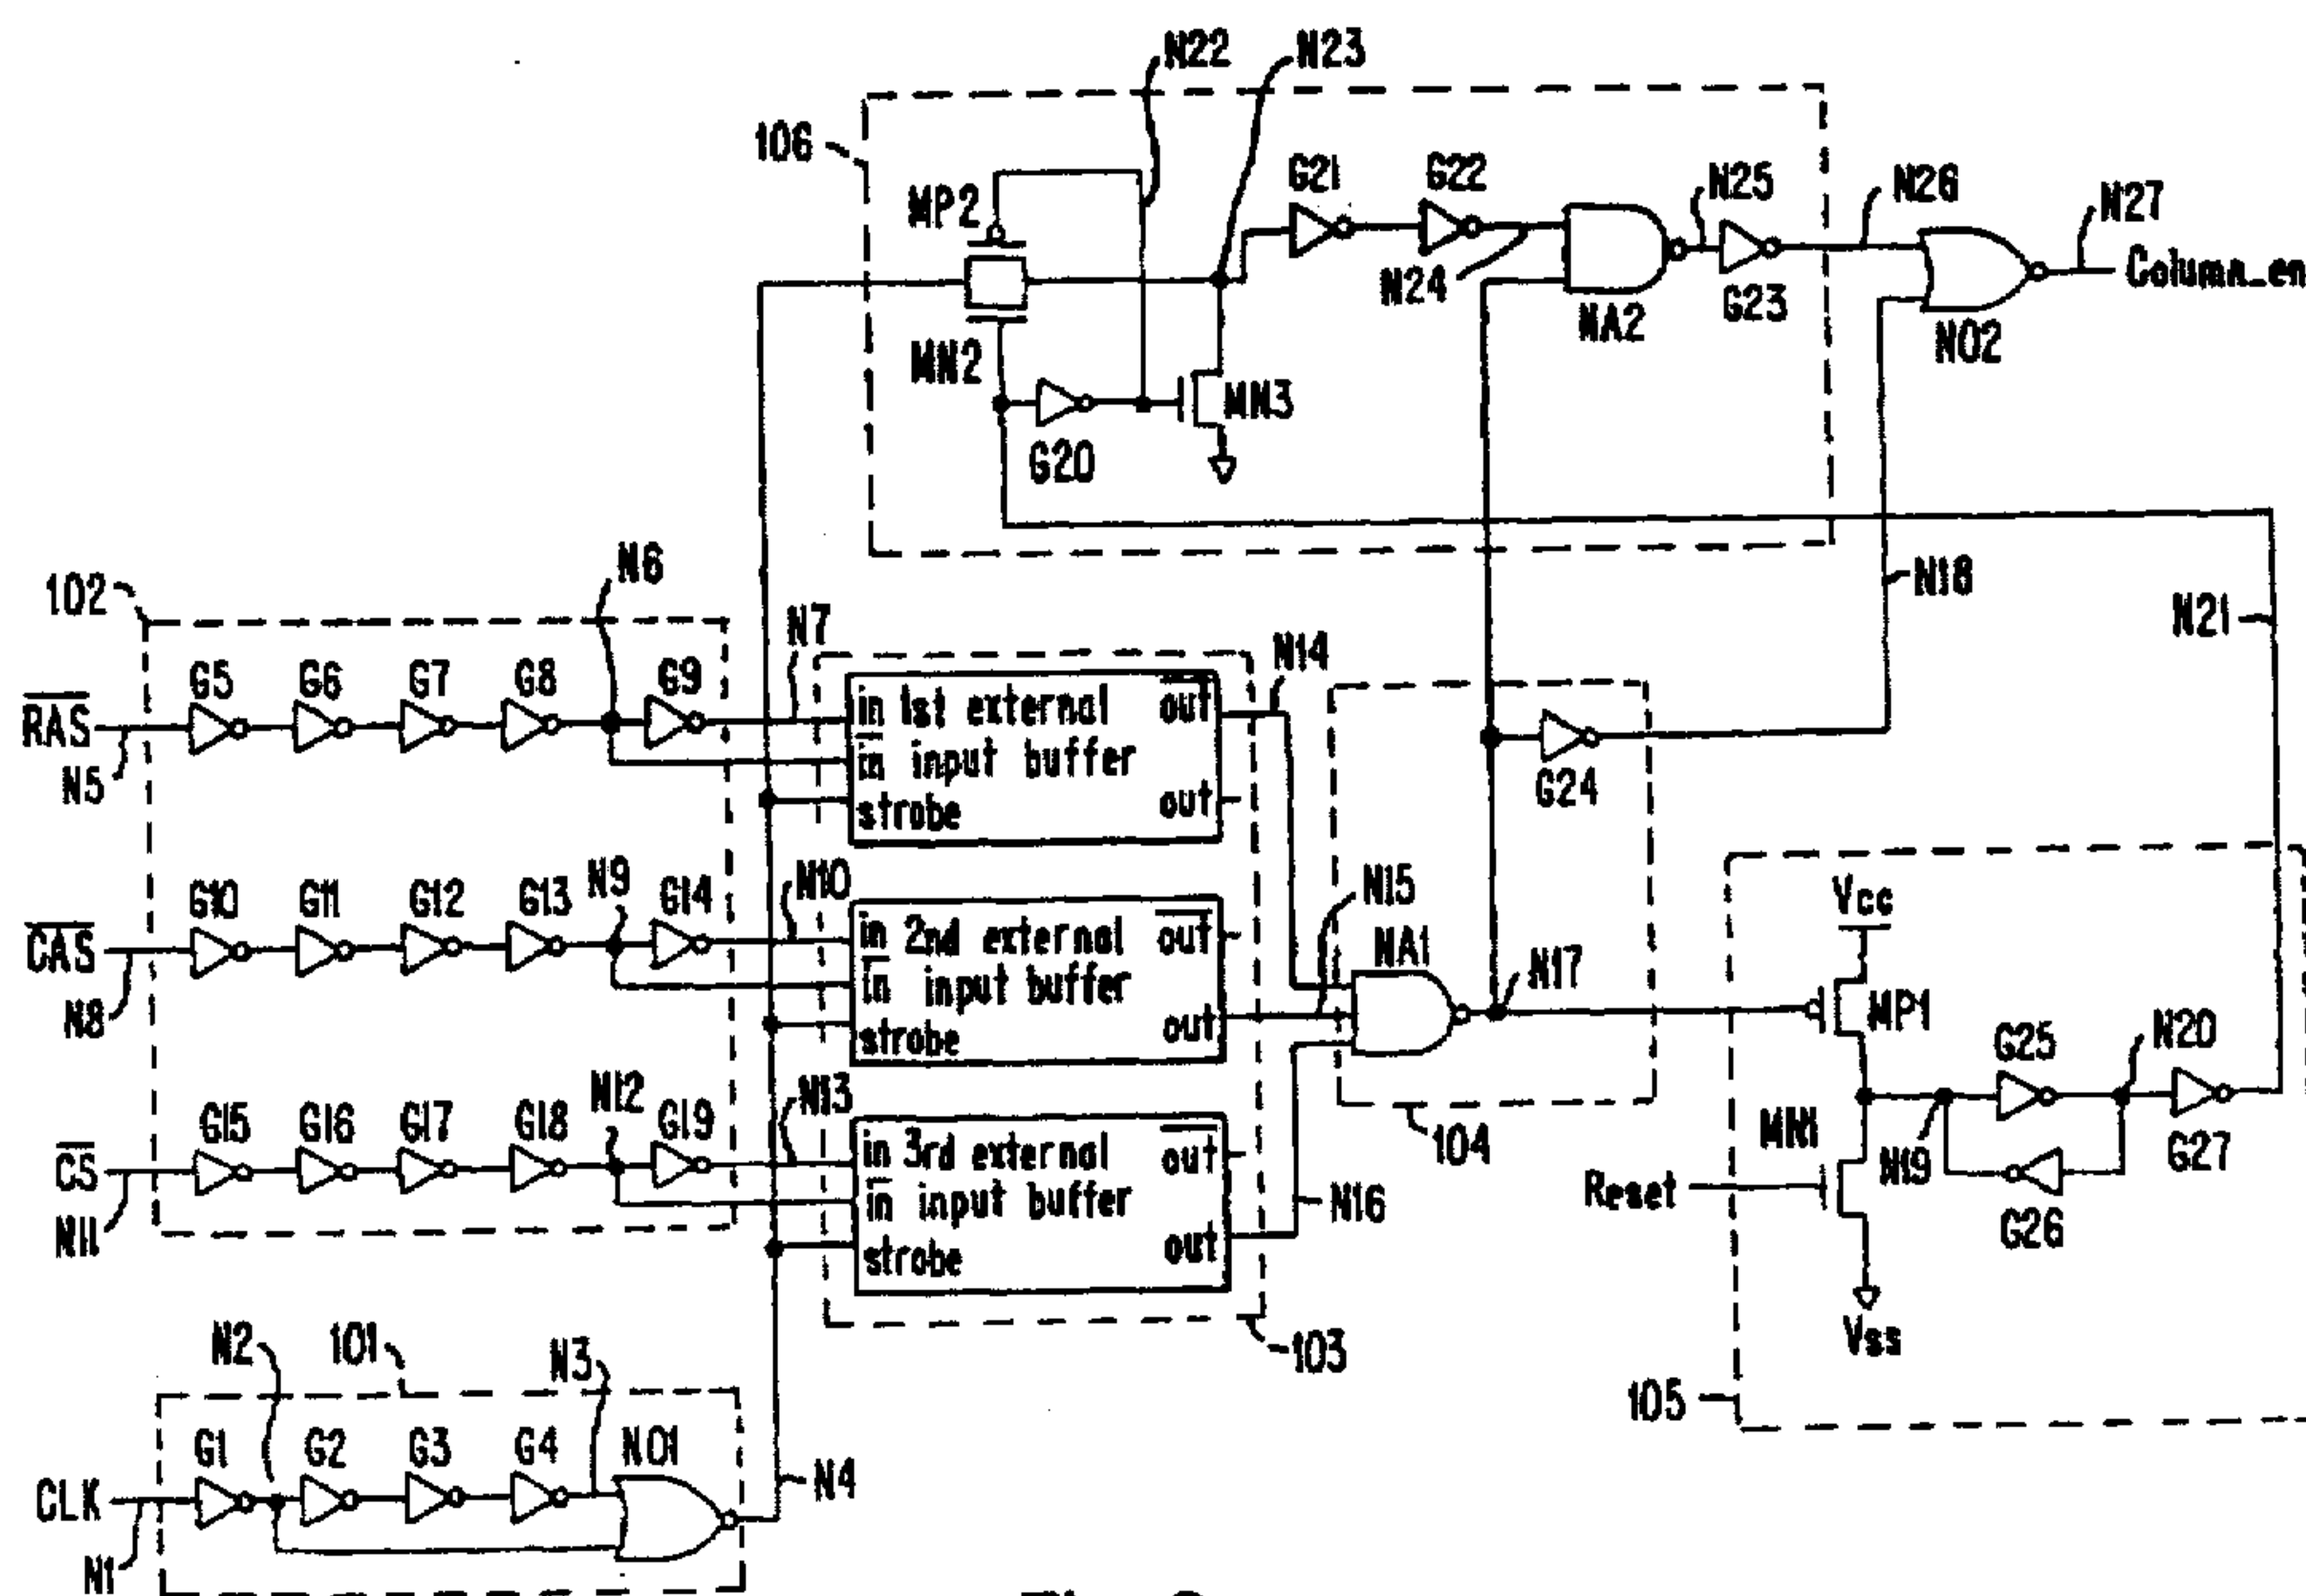 N22
N23
106
MP2
G21
G22
N25
N26
N27
Column_en
N24
NA2
G23
NO2
MN2
MN3
G20
N6
N18
102
N7
N21
N14
G5
G6
G7
G8
G9
RAS
N5
in 1st external out
in input buffer
strobe
out
G24
G10
G11
G12
G13
N9
G14
N10
N15
Vcc
CAS
N8
in 2nd external out
in input buffer
strobe
out
NA1
N17
MP1
G25
N20
G15
G16
G17
G18
N12
G19
N13
104
MN1
N19
G27
CS
N11
in 3rd external out
in input buffer
strobe
out
N16
Reset
G26
N2
101
N3
103
Vss
105
G1
G2
G3
G4
NO1
CLK
N1
N4